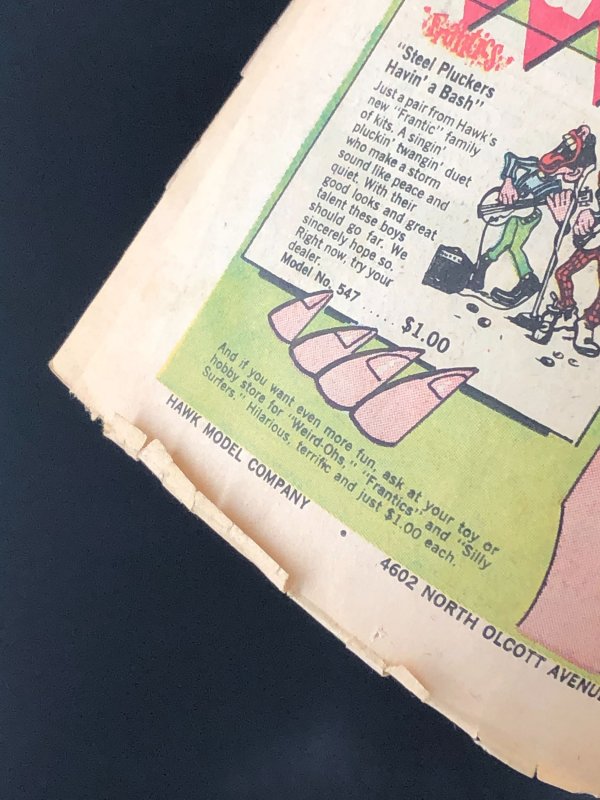 "Frantics"
"Steel Pluckers
Havin' a Bash"
Just a pair from Hawk's
new "Frantic" family
of kits. A singin'
pluckin' twangin' duet
who make a storm
sound like peace and
quiet. With their
good looks and great
talent these boys
should go far. We
sincerely hope so.
Right now, try your
dealer.
Model No. 547 ..... $1.00
And if you want even more fun, ask at your toy or
hobby store for "Weird-Ohs," "Frantics" and "Silly
Surfers." Hilarious, terrific and just $1.00 each.
HAWK MODEL COMPANY • 4602 NORTH OLCOTT AVENU